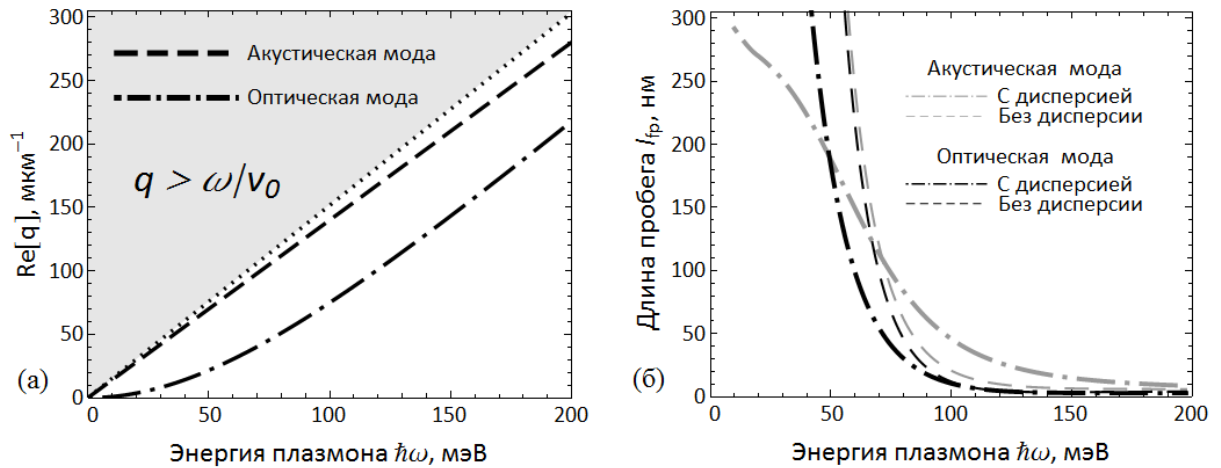 300
250
200
150
100
50
0
Re[q], мкм⁻¹
Акустическая мода
Оптическая мода
q > ω/v₀
(а)
0
50
100
150
200
Энергия плазмона ℏω, мэВ
300
250
200
150
100
50
0
Длина пробега lfp, нм
Акустическая мода
С дисперсией
Без дисперсии
Оптическая мода
С дисперсией
Без дисперсии
(б)
0
50
100
150
200
Энергия плазмона ℏω, мэВ